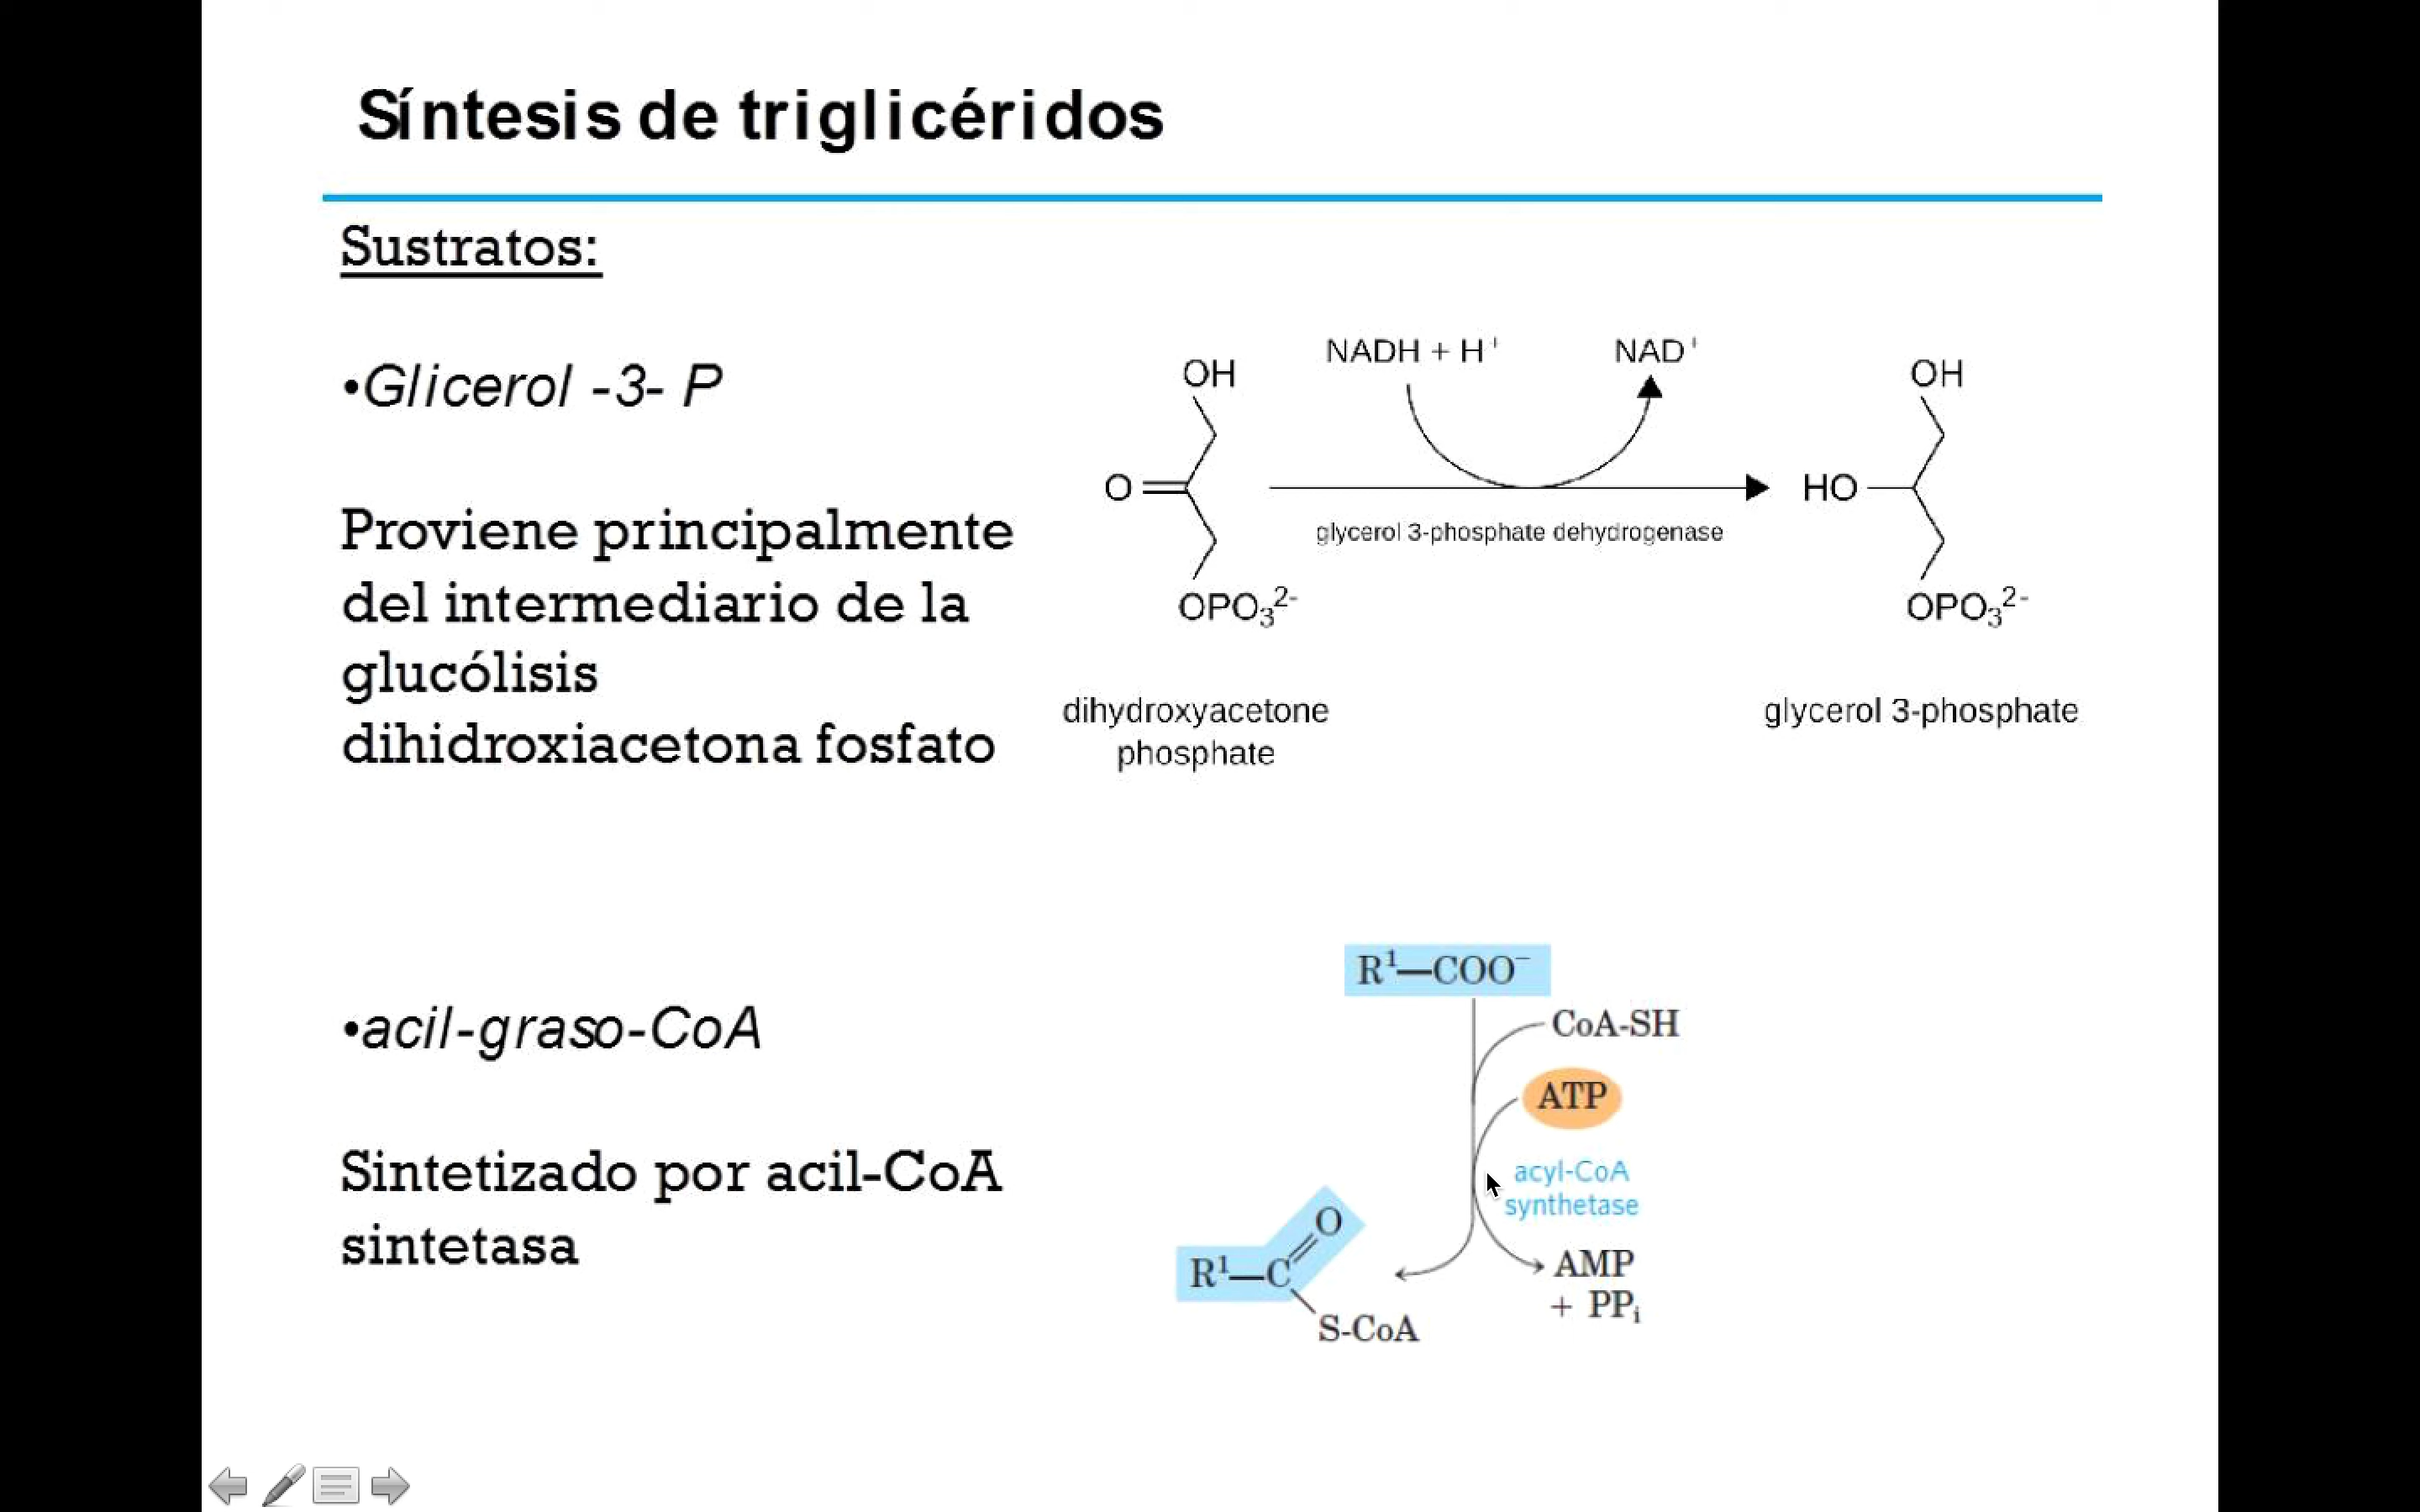 Síntesis de triglicéridos
Sustratos:
•Glicerol -3- P
Proviene principalmente
del intermediario de la
glucólisis
dihidroxiacetona fosfato
OH
NADH + H⁺
NAD⁺
OH
O
HO
glycerol 3-phosphate dehydrogenase
OPO₃²⁻
OPO₃²⁻
dihydroxyacetone
phosphate
glycerol 3-phosphate
•acil-graso-CoA
Sintetizado por acil-CoA
sintetasa
R¹—COO⁻
CoA-SH
ATP
acyl-CoA
synthetase
O
R¹—C
S-CoA
AMP
+ PPᵢ